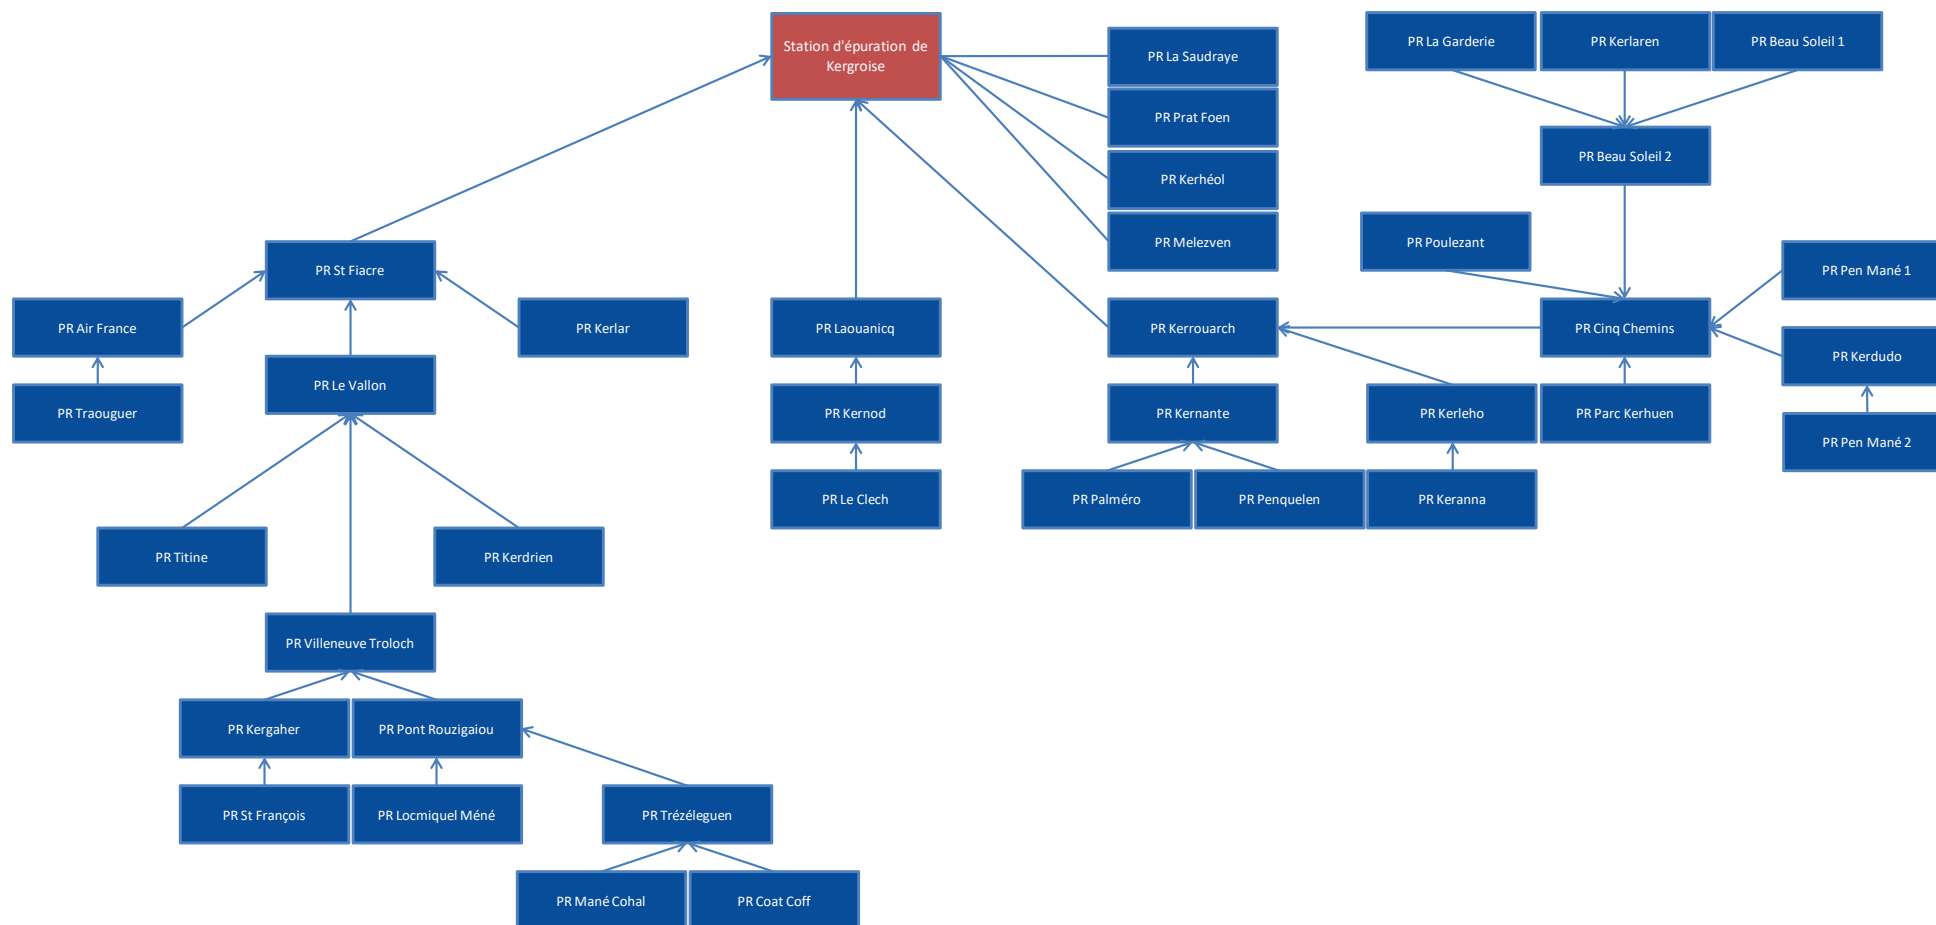 Station d'épuration de
Kergroise
PR La Saudraye
PR La Garderie
PR Kerlaren
PR Beau Soleil 1
PR Prat Foen
PR Beau Soleil 2
PR Kerhéol
PR Melezven
PR Poulezant
PR St Fiacre
PR Pen Mané 1
PR Air France
PR Kerlar
PR Laouanicq
PR Kerrouarch
PR Cinq Chemins
PR Kerdudo
PR Le Vallon
PR Traouguer
PR Kernod
PR Kernante
PR Kerleho
PR Parc Kerhuen
PR Pen Mané 2
PR Le Clech
PR Palméro
PR Penquelen
PR Keranna
PR Titine
PR Kerdrien
PR Villeneuve Troloch
PR Kergaher
PR Pont Rouzigaiou
PR St François
PR Locmiquel Méné
PR Trézéleguen
PR Mané Cohal
PR Coat Coff